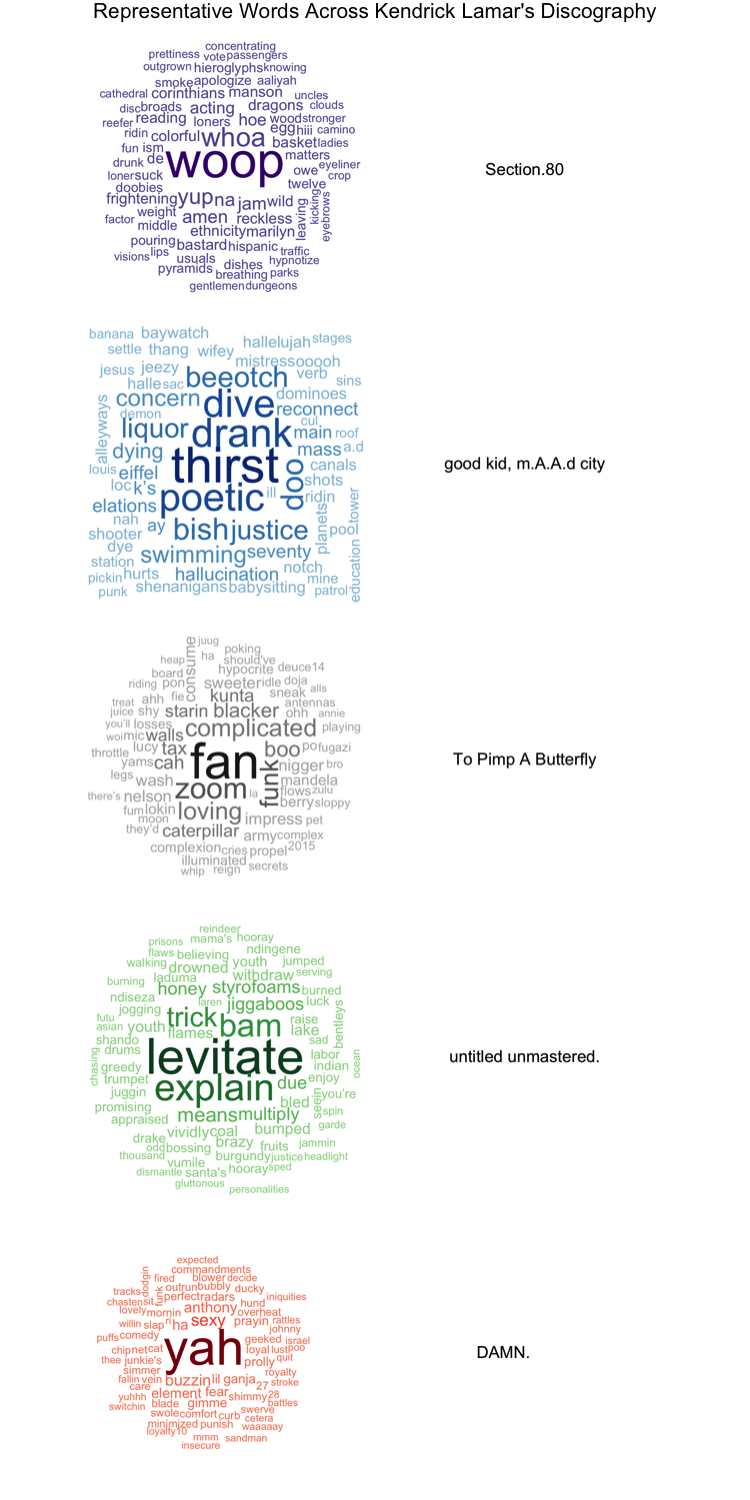 Representative Words Across Kendrick Lamar's Discography
concentrating
prettiness vote passengers
outgrown hieroglyphs knowing
smoke apologize aaliyah
cathedral corinthians manson uncles
disc broads acting dragons clouds
reefer reading loners hoe wood stronger
ridin colorful whoa egg hiii camino
fun ism basket ladies
drunk de woop matters
loner suck owe eyeliner
doobies twelve crop
frightening yup na jam wild
factor weight amen reckless leaving kicking eyebrows
middle ethnicity marilyn
pouring bastard hispanic traffic
visions lips usuals dishes hypnotize
pyramids breathing parks
gentlemen dungeons
Section.80
banana baywatch hallelujah stages
settle thang wifey mistress ooooh
jesus jeezy beeotch verb sins
halle sac dominoes
alleyways concern dive reconnect
demon cul
liquor drank main roof
dying mass a.d
louis eiffel thirst canals
loc k's poetic ill doo shots
elations ridin tower
nah ay bish justice planets pool
shooter
dye swimming seventy
station notch education
pickin hurts hallucination mine
punk shenanigans babysitting patrol
good kid, m.A.A.d city
juug
consume ha poking
heap should've
board hypocrite deuce 14
riding pon sweeter idle doja
treat ahh fie kunta sneak alls
juice shy starin blacker ohh antennas annie
you'll losses complicated playing
woi mic walls
throttle lucy tax fan boo po fugazi
yams cah funk nigger bro
legs wash zoom la mandela
there's nelson flows zulu
fum lokin loving berry sloppy
moon impress pet
they'd caterpillar army complex
complexion cries propel 2015
illuminated secrets
whip reign
To Pimp A Butterfly
reindeer
prisons mama's hooray
flaws believing ndingene
walking drowned youth jumped
burning laduma withdraw serving
ndiseza honey styrofoams burned
jogging laren jiggaboos luck bentleys
futu trick bam raise
asian youth flames lake
shando sad
chasing drums levitate labor ocean
greedy indian
trumpet explain due enjoy
juggin bled seein you're
promising means multiply spin
appraised garde
drake vividly coal bumped
odd bossing brazy fruits jammin
thousand vumile burgundy justice headlight
dismantle santa's hooray sped
gluttonous personalities
untitled unmastered.
expected
dodgin commandments
fired blower decide
tracks funk outrun bubbly ducky
chasten sit perfect radars iniquities
lovely mornin anthony hund overheat
willin slap ri ha sexy prayin rattles
puffs comedy johnny
chip net cat yah geeked israel
thee junkie's loyal lust poo
simmer prolly quit
fallin vein buzzin lil ganja royalty
care 27 stroke
yuhhh element fear shimmy 28
switchin blade gimme battles
swole comfort curb swerve
minimized punish cetera
loyalty 10 waaaaay
mmm sandman
insecure
DAMN.